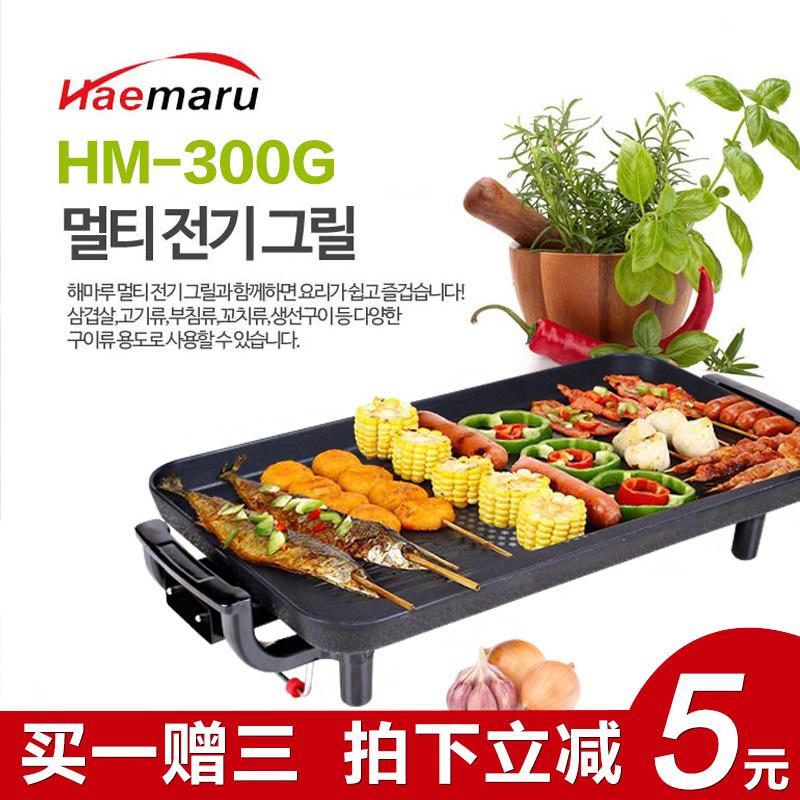 Haemaru
HM-300G
멀티 전기 그릴
해마루 멀티 전기 그릴과 함께하면 요리가 쉽고 즐겁습니다!
삼겹살,고기류,부침류,꼬치류,생선구이 등 다양한
구이류 용도로 사용할 수 있습니다.
买一赠三 拍下立减 5元